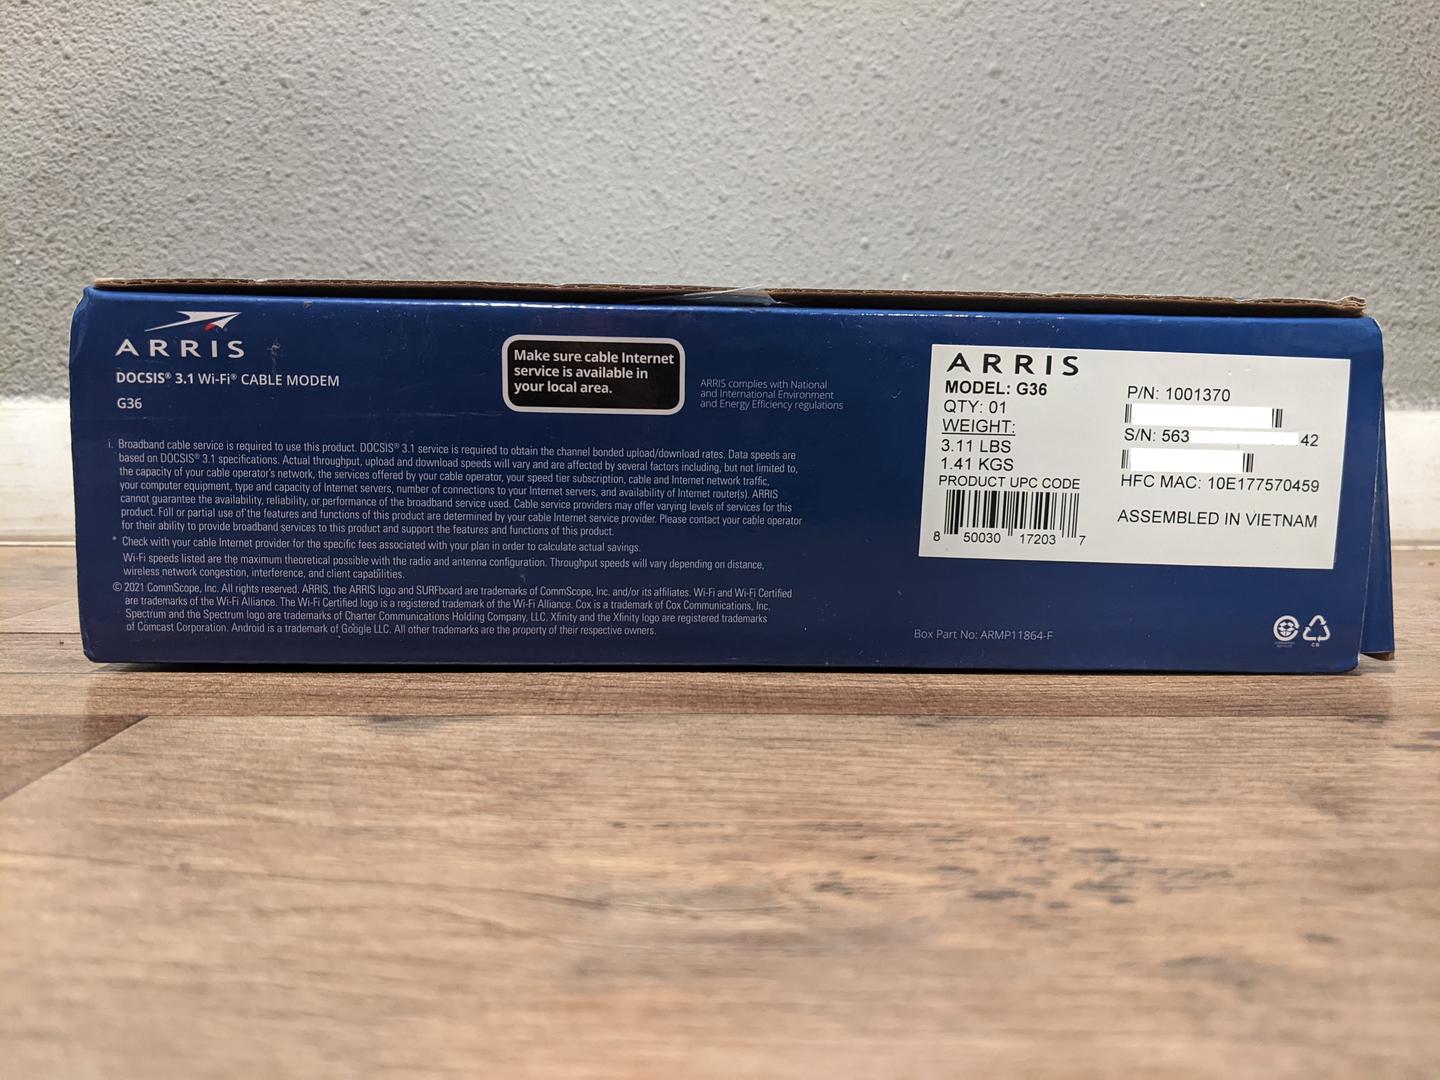 ARRIS
DOCSIS® 3.1 Wi-Fi® CABLE MODEM
G36
Make sure cable Internet
service is available in
your local area.
ARRIS complies with National
and International Environment
and Energy Efficiency regulations
i. Broadband cable service is required to use this product. DOCSIS® 3.1 service is required to obtain the channel bonded upload/download rates. Data speeds are
based on DOCSIS® 3.1 specifications. Actual throughput, upload and download speeds will vary and are affected by several factors including, but not limited to,
the capacity of your cable operator's network, the services offered by your cable operator, your speed tier subscription, cable and Internet network traffic,
your computer equipment, type and capacity of Internet servers, number of connections to your Internet servers, and availability of Internet router(s). ARRIS
cannot guarantee the availability, reliability, or performance of the broadband service used. Cable service providers may offer varying levels of services for this
product. Full or partial use of the features and functions of this product are determined by your cable Internet service provider. Please contact your cable operator
for their ability to provide broadband services to this product and support the features and functions of this product.
* Check with your cable Internet provider for the specific fees associated with your plan in order to calculate actual savings.
Wi-Fi speeds listed are the maximum theoretical possible with the radio and antenna configuration. Throughput speeds will vary depending on distance,
wireless network congestion, interference, and client capabilities.
© 2021 CommScope, Inc. All rights reserved. ARRIS, the ARRIS logo and SURFboard are trademarks of CommScope, Inc. and/or its affiliates. Wi-Fi and Wi-Fi Certified
are trademarks of the Wi-Fi Alliance. The Wi-Fi Certified logo is a registered trademark of the Wi-Fi Alliance. Cox is a trademark of Cox Communications, Inc.
Spectrum and the Spectrum logo are trademarks of Charter Communications Holding Company, LLC. Xfinity and the Xfinity logo are registered trademarks
of Comcast Corporation. Android is a trademark of Google LLC. All other trademarks are the property of their respective owners.
ARRIS
MODEL: G36
QTY: 01
WEIGHT:
3.11 LBS
1.41 KGS
PRODUCT UPC CODE
8 50030 17203 7
P/N: 1001370
S/N: 563 42
HFC MAC: 10E177570459
ASSEMBLED IN VIETNAM
Box Part No: ARMP11864-F